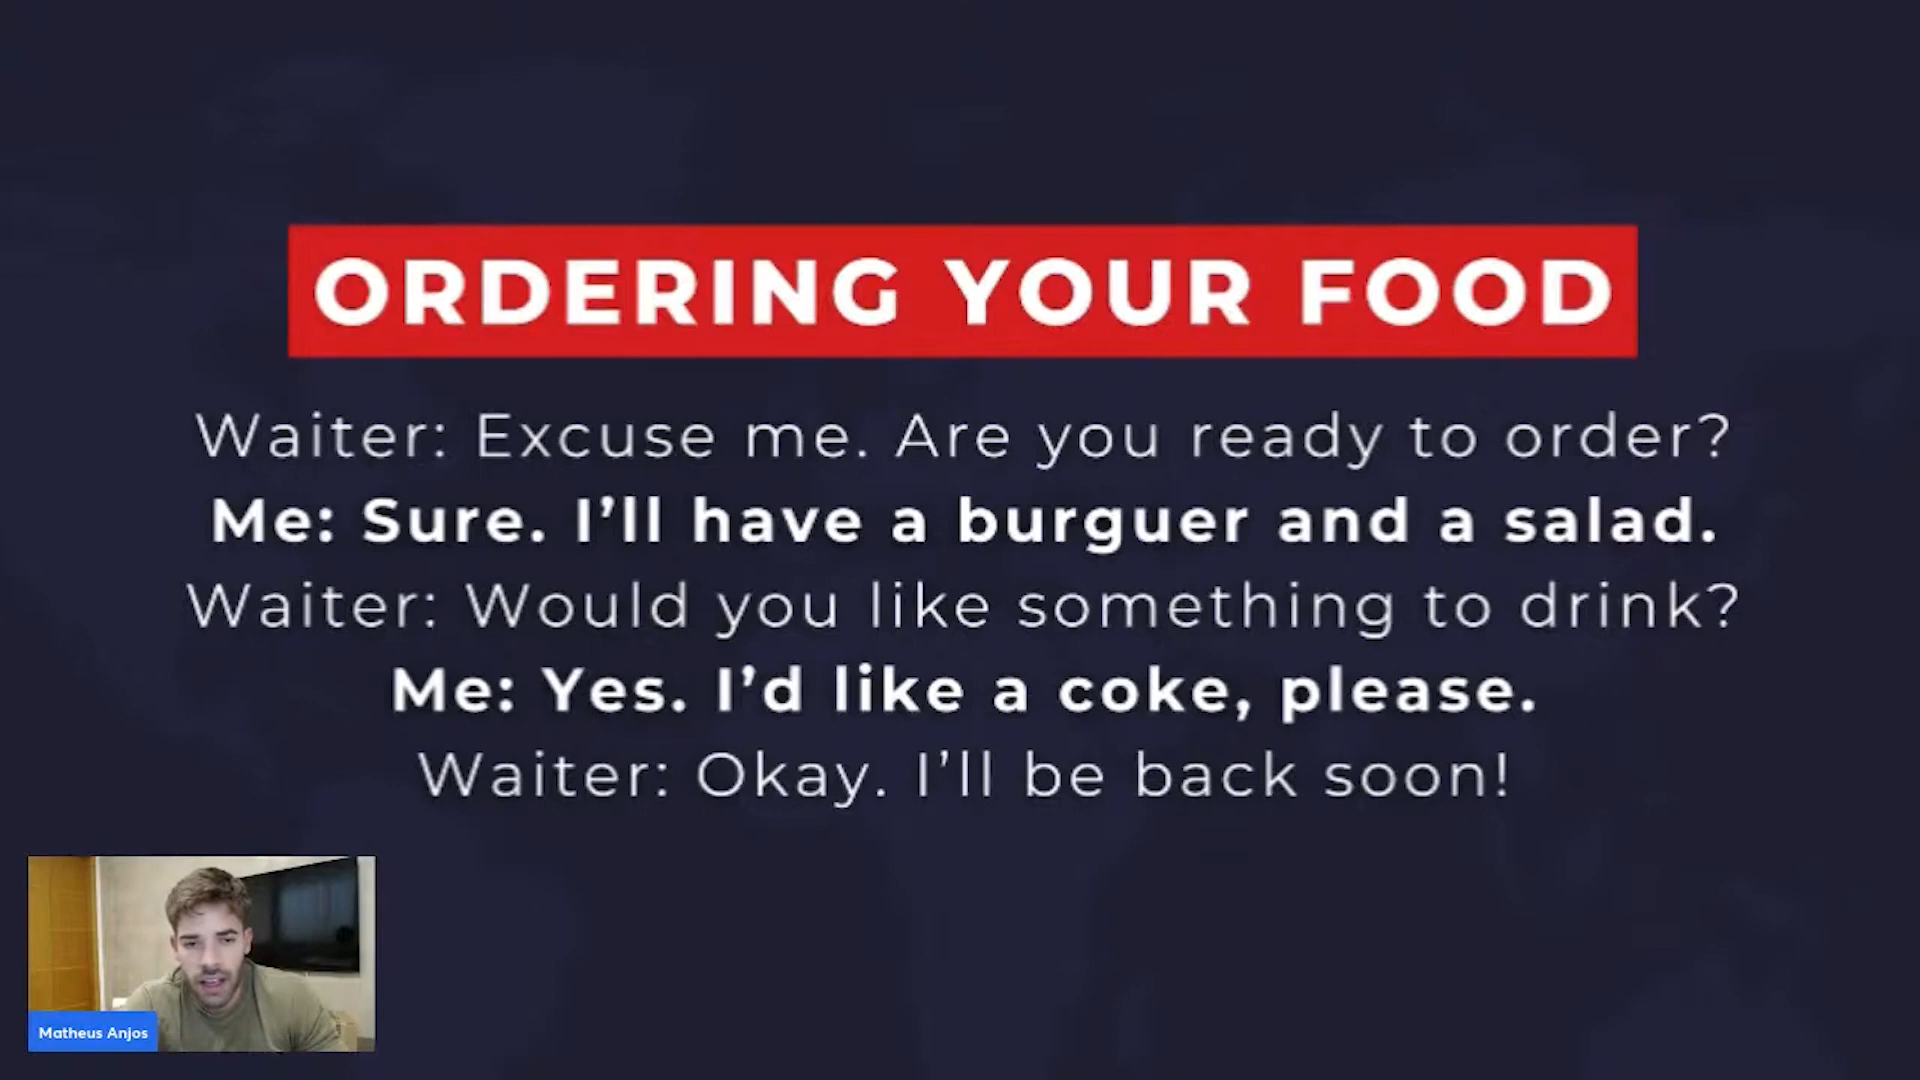 ORDERING YOUR FOOD
Waiter: Excuse me. Are you ready to order?
Me: Sure. I’ll have a burguer and a salad.
Waiter: Would you like something to drink?
Me: Yes. I’d like a coke, please.
Waiter: Okay. I’ll be back soon!
Matheus Anjos